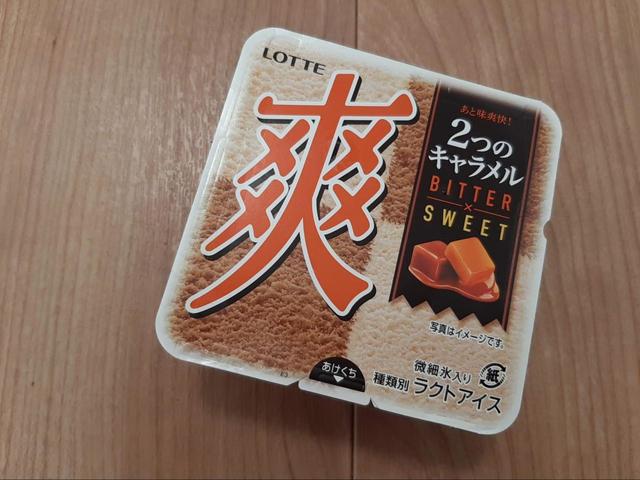 LOTTE
爽
あと味爽快!
2つの
キャラメル
BITTER
×
SWEET
写真はイメージです。
あけくち
微細氷入り
紙
種類別 ラクトアイス